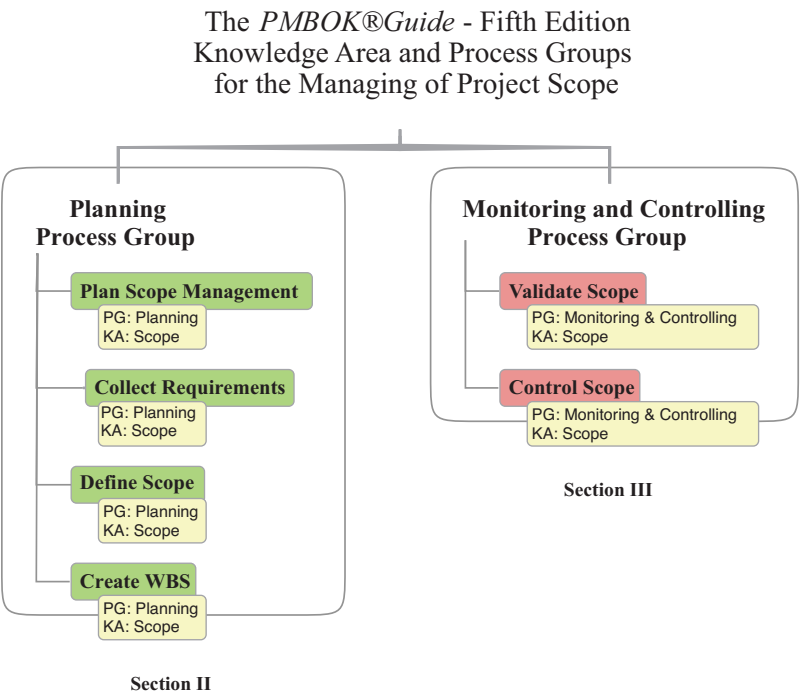 The PMBOK®Guide - Fifth Edition
Knowledge Area and Process Groups
for the Managing of Project Scope
Planning
Process Group
Plan Scope Management
PG: Planning
KA: Scope
Collect Requirements
PG: Planning
KA: Scope
Define Scope
PG: Planning
KA: Scope
Create WBS
PG: Planning
KA: Scope
Section II
Monitoring and Controlling
Process Group
Validate Scope
PG: Monitoring & Controlling
KA: Scope
Control Scope
PG: Monitoring & Controlling
KA: Scope
Section III